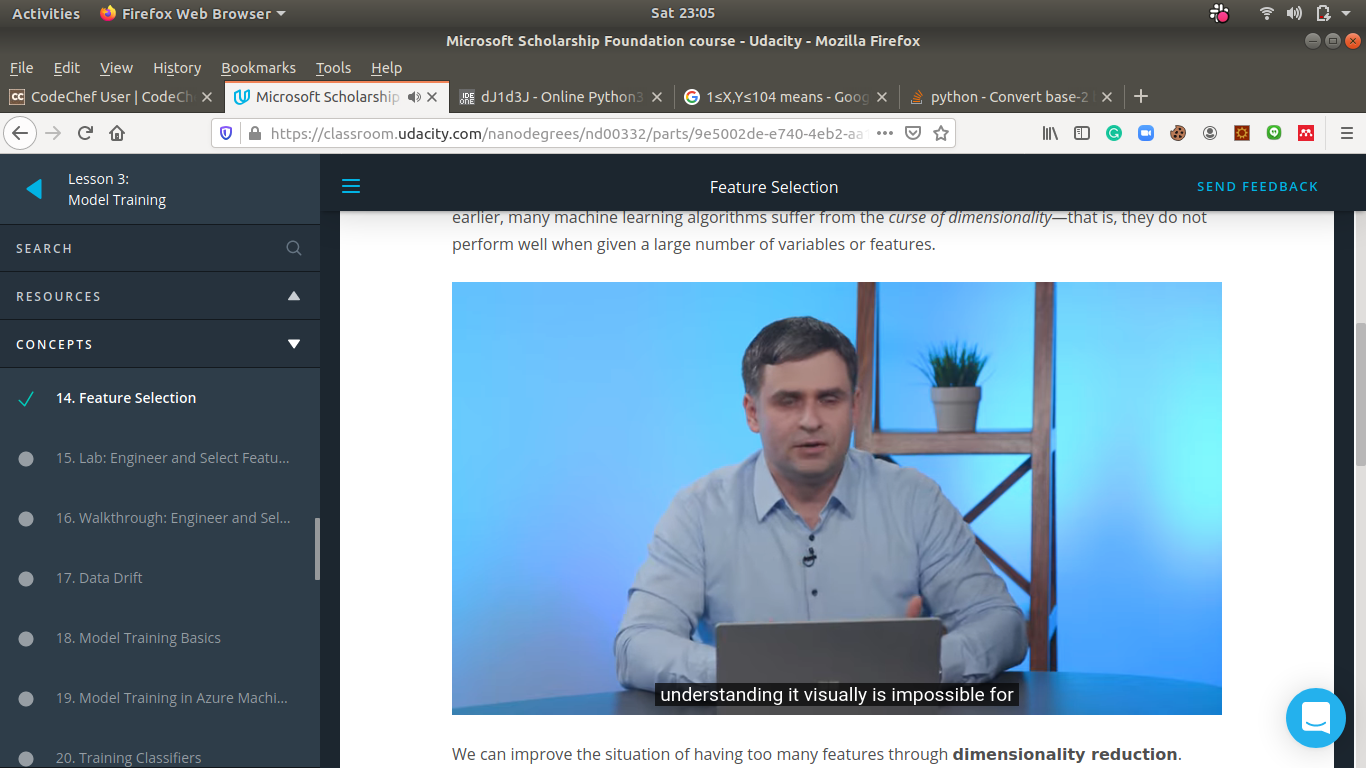 Activities Firefox Web Browser Sat 23:05
Microsoft Scholarship Foundation course - Udacity - Mozilla Firefox
File Edit View History Bookmarks Tools Help
CC CodeChef User | CodeCh Microsoft Scholarship IDE ONE dJ1d3J - Online Python3 1≤X,Y≤104 means - Goog python - Convert base-2
https://classroom.udacity.com/nanodegrees/nd00332/parts/9e5002de-e740-4eb2-aa
Lesson 3:
Model Training
Feature Selection
SEND FEEDBACK
SEARCH
RESOURCES
CONCEPTS
14. Feature Selection
15. Lab: Engineer and Select Featu...
16. Walkthrough: Engineer and Sel...
17. Data Drift
18. Model Training Basics
19. Model Training in Azure Machi...
20. Training Classifiers
earlier, many machine learning algorithms suffer from the curse of dimensionality—that is, they do not
perform well when given a large number of variables or features.
understanding it visually is impossible for
We can improve the situation of having too many features through dimensionality reduction.